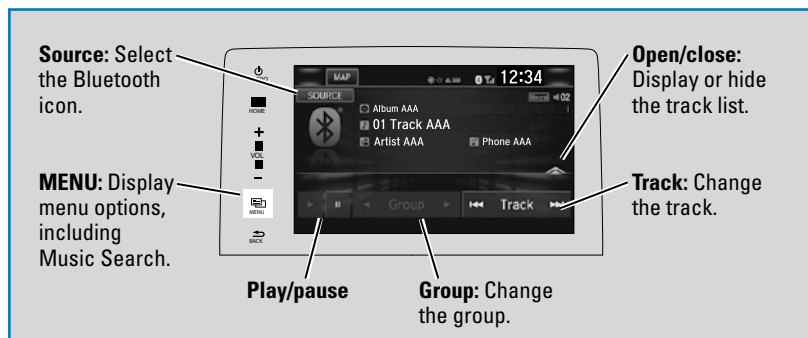 Source: Select
the Bluetooth
icon.
MENU: Display
menu options,
including
Music Search.
HOME
+
VOL
−
MENU
BACK
MAP
12:34
SOURCE
Neural
02
Album AAA
01 Track AAA
Artist AAA
Phone AAA
Group
Track
Play/pause
Group: Change
the group.
Open/close:
Display or hide
the track list.
Track: Change
the track.